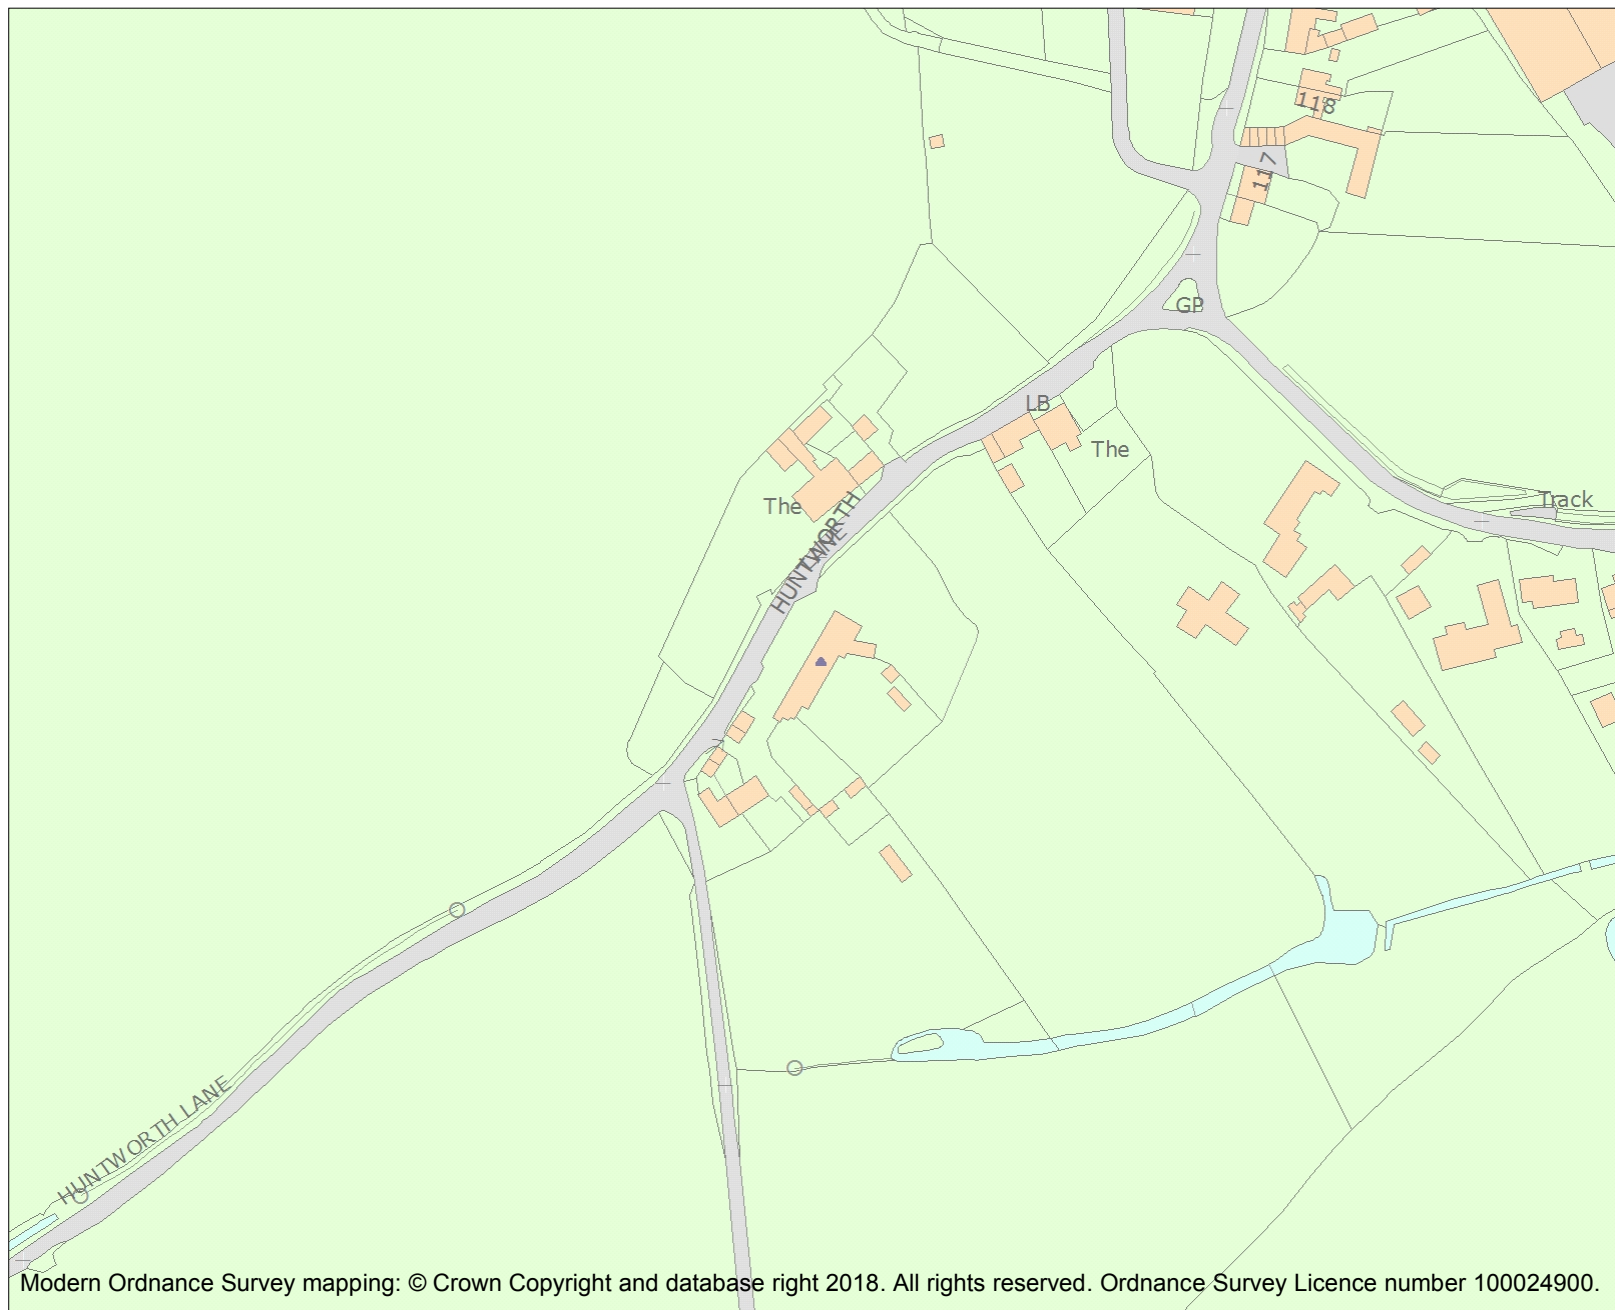 118
117
GP
LB
The
The
Track
HUNTWORTH
LANE
HUNTWORTH LANE
Modern Ordnance Survey mapping: © Crown Copyright and database right 2018. All rights reserved. Ordnance Survey Licence number 100024900.